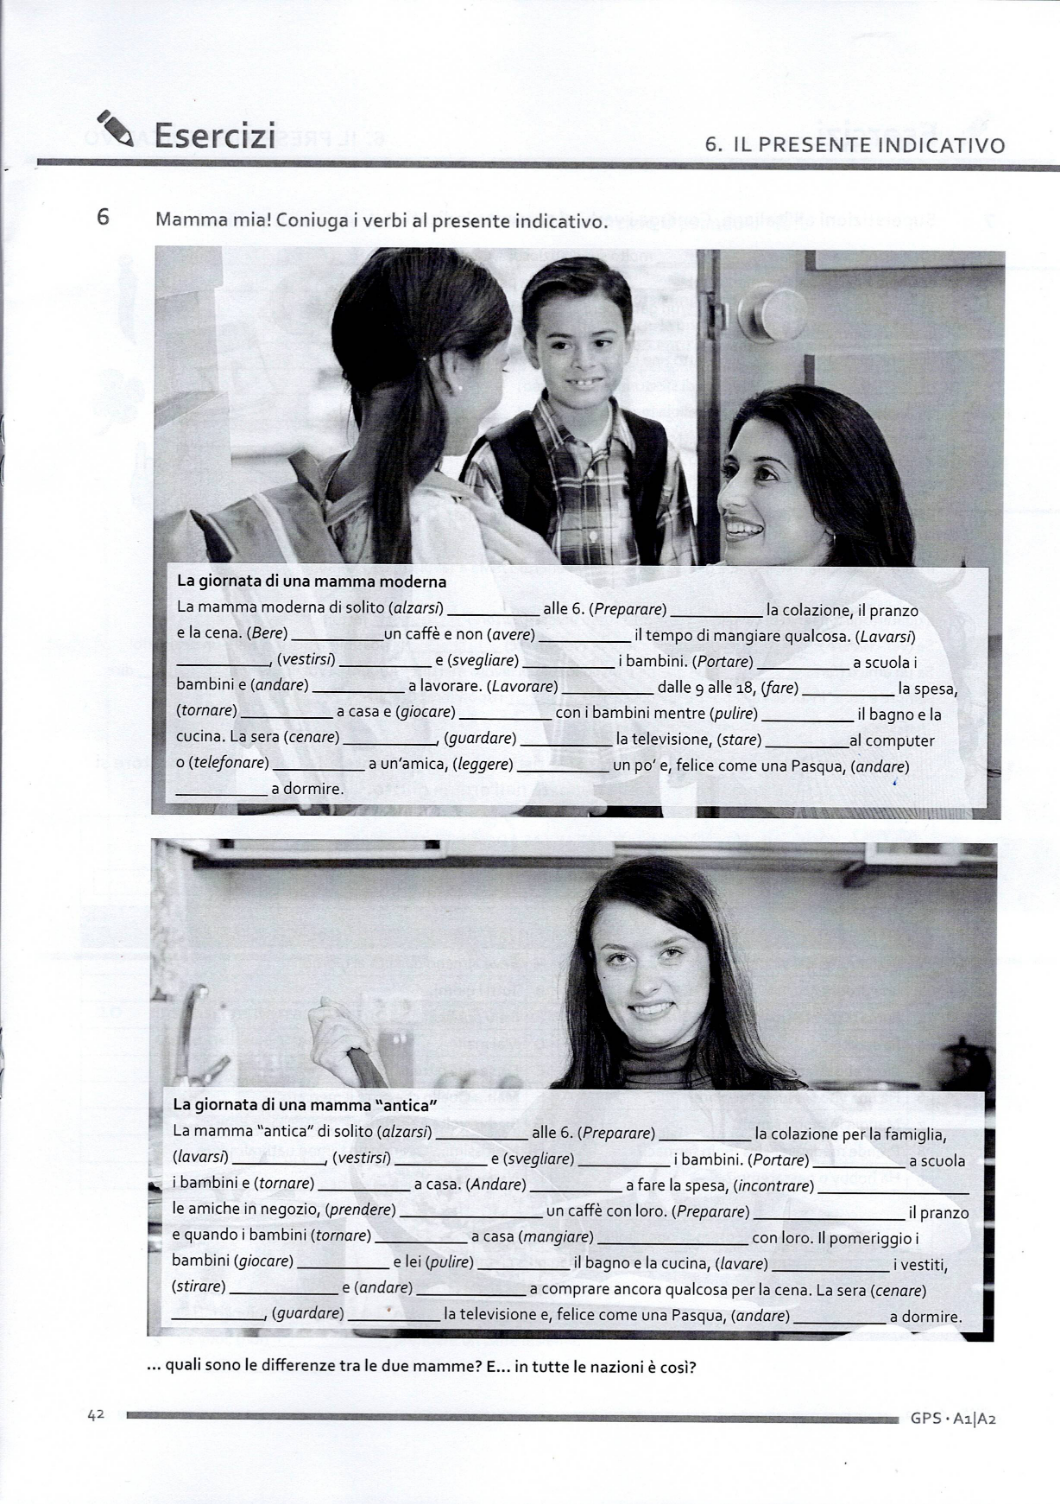 Esercizi
6. IL PRESENTE INDICATIVO
6 Mamma mia! Coniuga i verbi al presente indicativo.
La giornata di una mamma moderna
La mamma moderna di solito (alzarsi) __________ alle 6. (Preparare) __________ la colazione, il pranzo
e la cena. (Bere) __________un caffè e non (avere) __________ il tempo di mangiare qualcosa. (Lavarsi)
__________, (vestirsi) __________ e (svegliare) __________ i bambini. (Portare) __________ a scuola i
bambini e (andare) __________ a lavorare. (Lavorare) __________ dalle 9 alle 18, (fare) __________ la spesa,
(tornare) __________ a casa e (giocare) __________ con i bambini mentre (pulire) __________ il bagno e la
cucina. La sera (cenare) __________, (guardare) __________ la televisione, (stare) _________al computer
o (telefonare) __________ a un'amica, (leggere) __________ un po' e, felice come una Pasqua, (andare)
__________ a dormire.
La giornata di una mamma "antica"
La mamma "antica" di solito (alzarsi) __________ alle 6. (Preparare) __________ la colazione per la famiglia,
(lavarsi) __________, (vestirsi) __________ e (svegliare) __________ i bambini. (Portare) __________ a scuola
i bambini e (tornare) __________ a casa. (Andare) __________ a fare la spesa, (incontrare) ________________
le amiche in negozio, (prendere) ________________ un caffè con loro. (Preparare) ________________ il pranzo
e quando i bambini (tornare) __________ a casa (mangiare) ________________ con loro. Il pomeriggio i
bambini (giocare) __________ e lei (pulire) __________ il bagno e la cucina, (lavare) ____________ i vestiti,
(stirare) ____________ e (andare) ____________ a comprare ancora qualcosa per la cena. La sera (cenare)
__________, (guardare) __________ la televisione e, felice come una Pasqua, (andare) __________ a dormire.
... quali sono le differenze tra le due mamme? E... in tutte le nazioni è così?
42
GPS · A1|A2